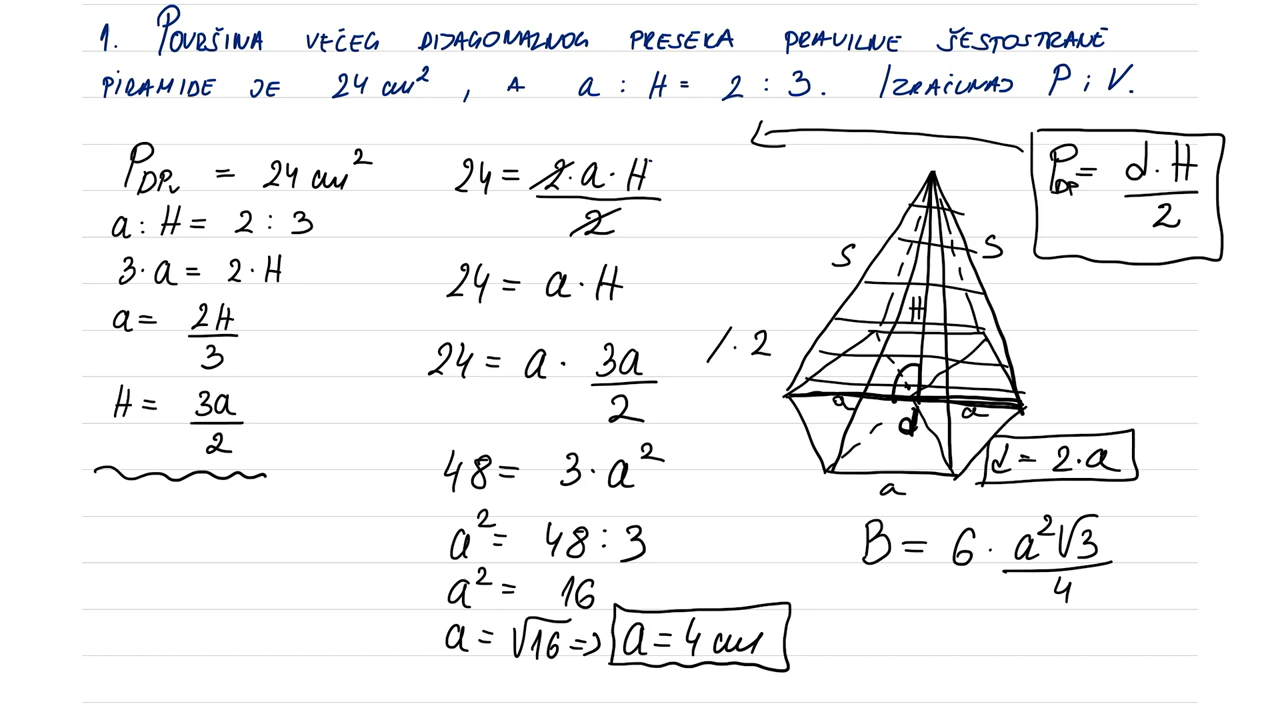 1. POVRŠINA VEĆEG DIJAGONALNOG PRESEKA PRAVILNE ŠESTOSTRANE
PIRAMIDE JE 24 cm², A a : H = 2 : 3. IZRAČUNAJ P i V.
P_DPV = 24 cm²
a : H = 2 : 3
3·a = 2·H
a = 2H/3
H = 3a/2
24 = 2·a·H/2
24 = a·H
24 = a · 3a/2 /·2
48 = 3·a²
a² = 48 : 3
a² = 16
a = √16 => a = 4 cm
P_DP = d·H/2
S
S
H
a
a
d
a
d = 2·a
B = 6 · a²√3/4